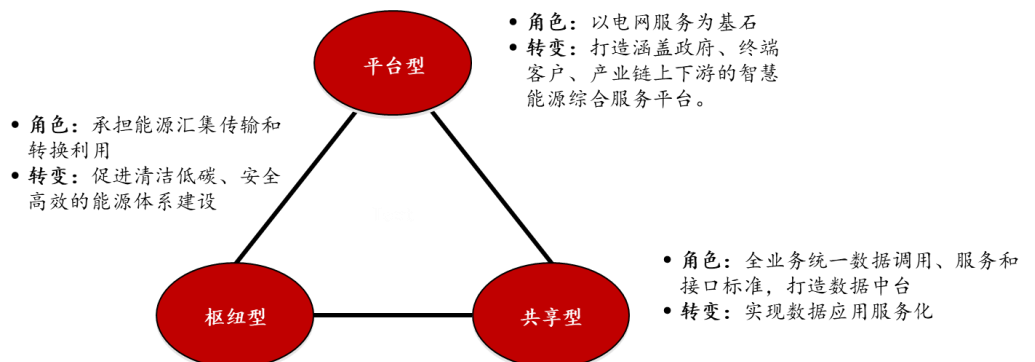 平台型
• 角色：以电网服务为基石
• 转变：打造涵盖政府、终端
客户、产业链上下游的智慧
能源综合服务平台。
• 角色：承担能源汇集传输和
转换利用
• 转变：促进清洁低碳、安全
高效的能源体系建设
枢纽型
共享型
• 角色：全业务统一数据调用、服务和
接口标准，打造数据中台
• 转变：实现数据应用服务化